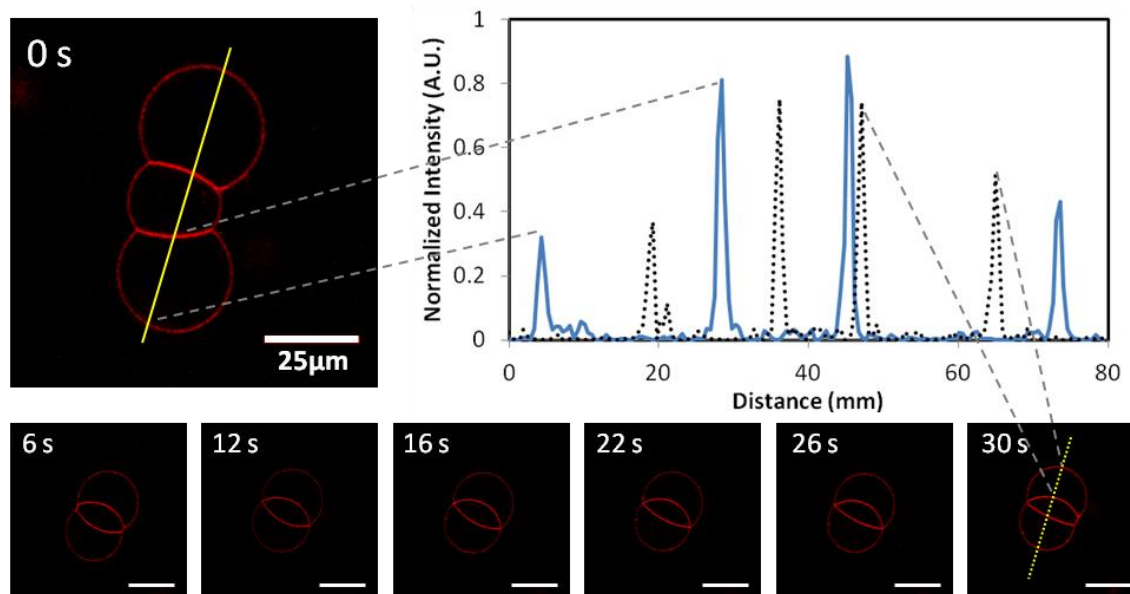 0 s
25μm
Normalized Intensity (A.U.)
1
0.8
0.6
0.4
0.2
0
0 20 40 60 80
Distance (mm)
6 s
12 s
16 s
22 s
26 s
30 s